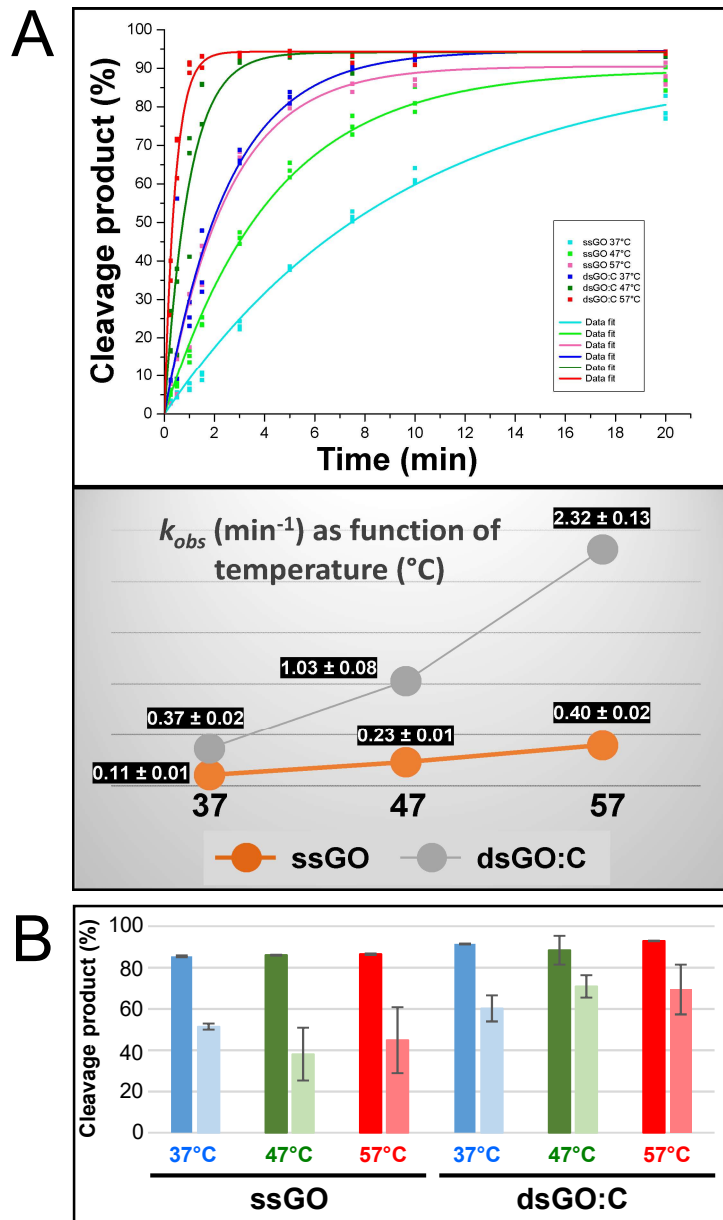 A
Cleavage product (%)
100
90
80
70
60
50
40
30
20
10
0
ssGO 37°C
ssGO 47°C
ssGO 57°C
dsGO:C 37°C
dsGO:C 47°C
dsGO:C 57°C
Data fit
Data fit
Data fit
Data fit
Data fit
Data fit
0 2 4 6 8 10 12 14 16 18 20
Time (min)
k_obs (min⁻¹) as function of
temperature (°C)
2.32 ± 0.13
1.03 ± 0.08
0.37 ± 0.02
0.23 ± 0.01
0.40 ± 0.02
0.11 ± 0.01
37 47 57
ssGO dsGO:C
B
Cleavage product (%)
100
80
60
40
20
0
37°C 47°C 57°C 37°C 47°C 57°C
ssGO dsGO:C